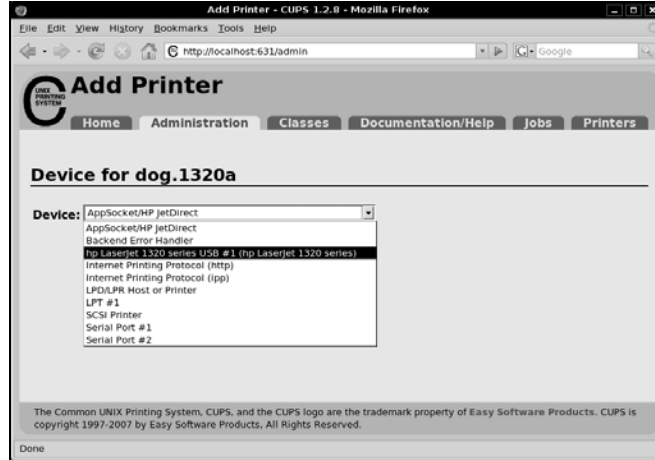 Add Printer - CUPS 1.2.8 - Mozilla Firefox
File Edit View History Bookmarks Tools Help
http://localhost:631/admin
Google
UNIX
PRINTING
SYSTEM
Add Printer
Home Administration Classes Documentation/Help Jobs Printers
Device for dog.1320a
Device: AppSocket/HP JetDirect
AppSocket/HP JetDirect
Backend Error Handler
hp LaserJet 1320 series USB #1 (hp LaserJet 1320 series)
Internet Printing Protocol (http)
Internet Printing Protocol (ipp)
LPD/LPR Host or Printer
LPT #1
SCSI Printer
Serial Port #1
Serial Port #2
The Common UNIX Printing System, CUPS, and the CUPS logo are the trademark property of Easy Software Products. CUPS is
copyright 1997-2007 by Easy Software Products, All Rights Reserved.
Done